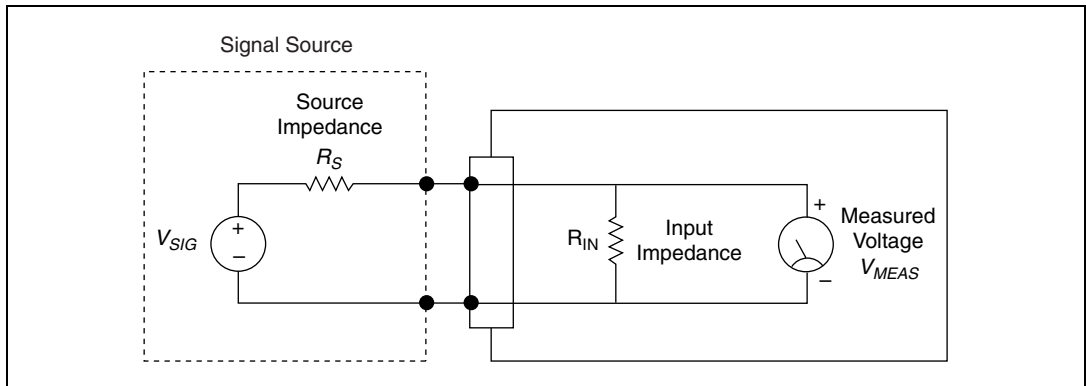 Signal Source
Source
Impedance
R_S
V_SIG
+
–
R_IN
Input
Impedance
+
–
Measured
Voltage
V_MEAS